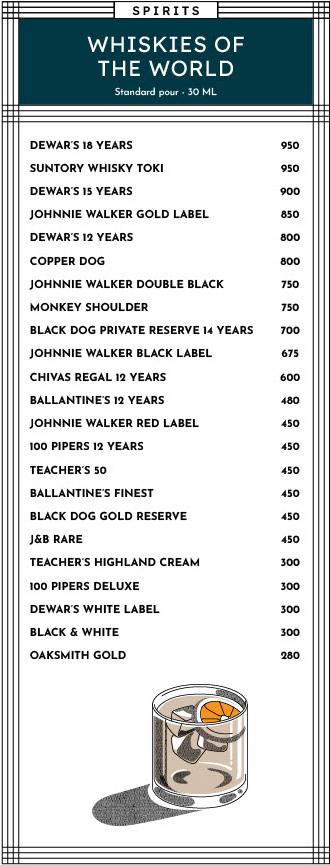 SPIRITS
WHISKIES OF
THE WORLD
Standard pour - 30 ML
DEWAR'S 18 YEARS 950
SUNTORY WHISKY TOKI 950
DEWAR'S 15 YEARS 900
JOHNNIE WALKER GOLD LABEL 850
DEWAR'S 12 YEARS 800
COPPER DOG 800
JOHNNIE WALKER DOUBLE BLACK 750
MONKEY SHOULDER 750
BLACK DOG PRIVATE RESERVE 14 YEARS 700
JOHNNIE WALKER BLACK LABEL 675
CHIVAS REGAL 12 YEARS 600
BALLANTINE'S 12 YEARS 480
JOHNNIE WALKER RED LABEL 450
100 PIPERS 12 YEARS 450
TEACHER'S 50 450
BALLANTINE'S FINEST 450
BLACK DOG GOLD RESERVE 450
J&B RARE 450
TEACHER'S HIGHLAND CREAM 300
100 PIPERS DELUXE 300
DEWAR'S WHITE LABEL 300
BLACK & WHITE 300
OAKSMITH GOLD 280